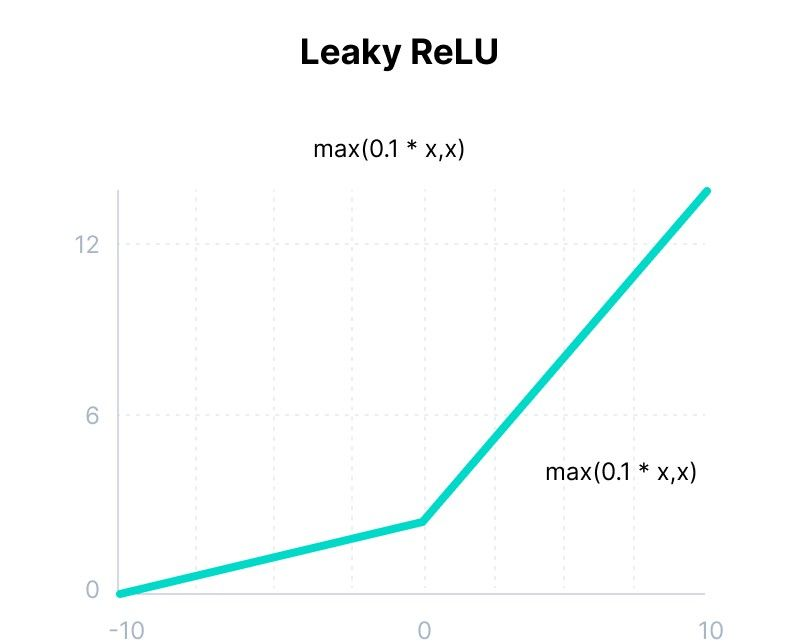 Leaky ReLU
max(0.1 * x,x)
12
6
max(0.1 * x,x)
0
-10 0 10